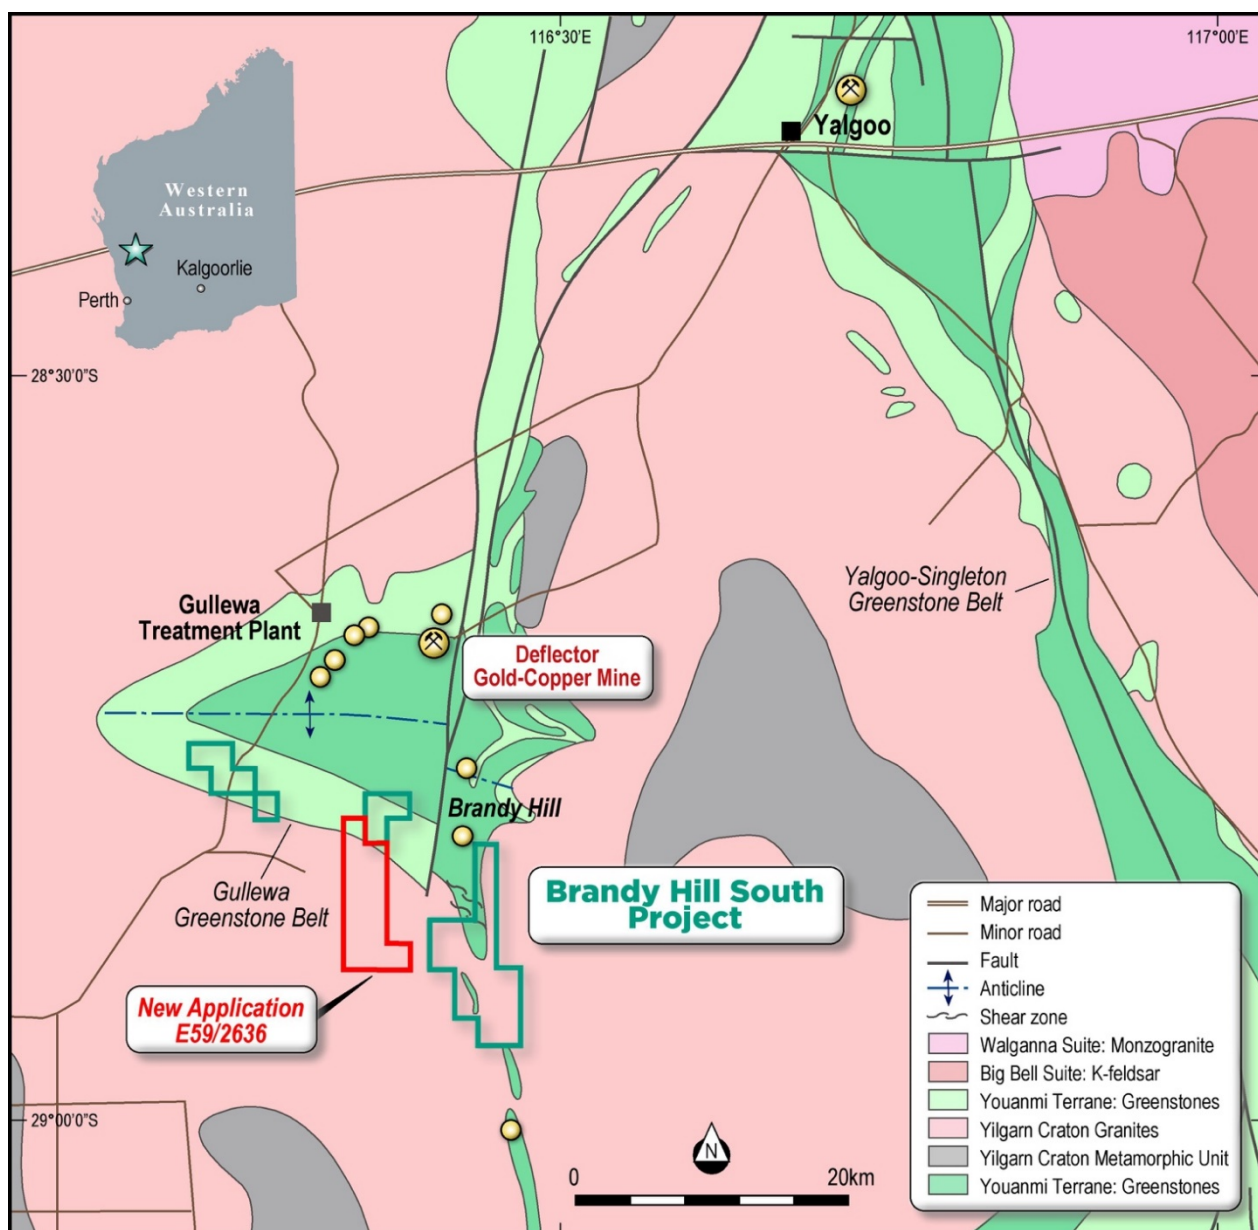 116°30'E
117°00'E
Yalgoo
Western
Australia
Kalgoorlie
Perth
28°30'0"S
Yalgoo-Singleton
Greenstone Belt
Gullewa
Treatment Plant
Deflector
Gold-Copper Mine
Brandy Hill
Gullewa
Greenstone Belt
Brandy Hill South
Project
New Application
E59/2636
29°00'0"S
N
0
20km
Major road
Minor road
Fault
Anticline
Shear zone
Walganna Suite: Monzogranite
Big Bell Suite: K-feldsar
Youanmi Terrane: Greenstones
Yilgarn Craton Granites
Yilgarn Craton Metamorphic Unit
Youanmi Terrane: Greenstones